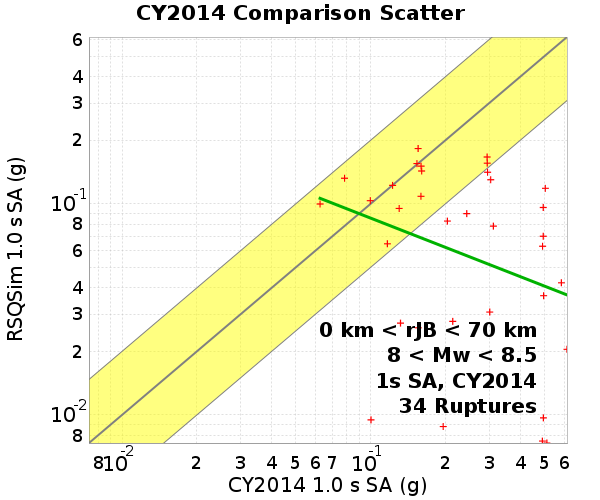 CY2014 Comparison Scatter
6
4
3
2
10-1
8
6
4
3
2
10-2
8
RSQSim 1.0 s SA (g)
0 km < rJB < 70 km
8 < Mw < 8.5
1s SA, CY2014
34 Ruptures
8 10-2 2 3 4 5 6 7 10-1 2 3 4 5 6
CY2014 1.0 s SA (g)